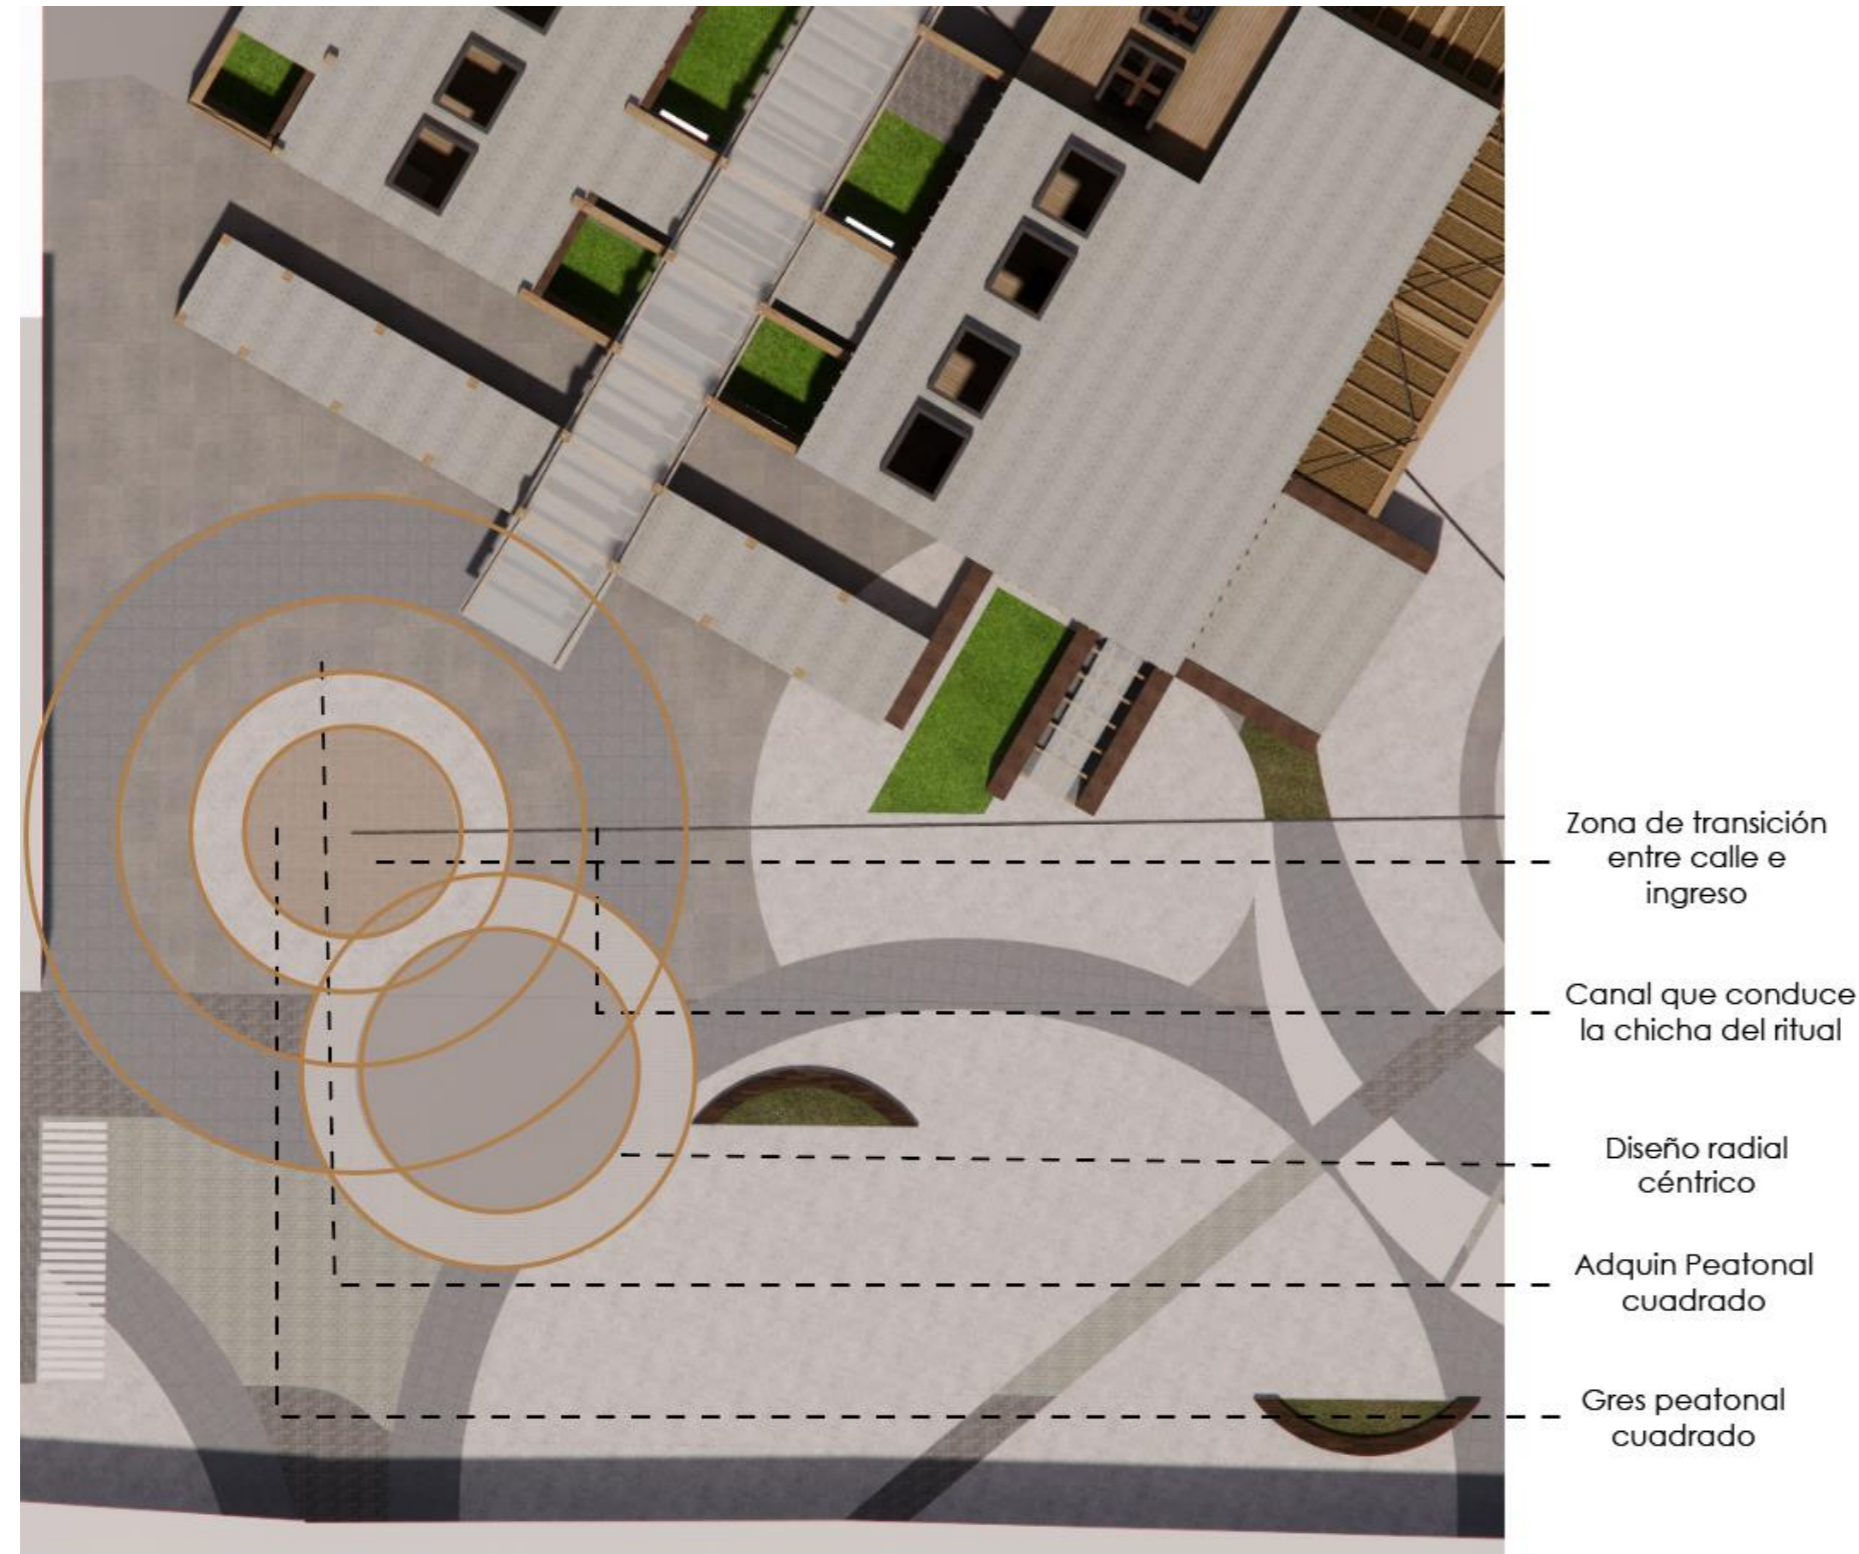 Zona de transición
entre calle e
ingreso
Canal que conduce
la chicha del ritual
Diseño radial
céntrico
Adquin Peatonal
cuadrado
Gres peatonal
cuadrado